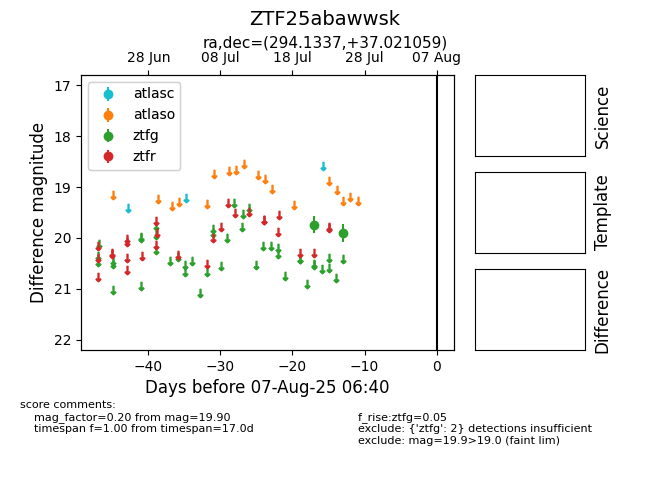 ZTF25abawwsk
ra,dec=(294.1337,+37.021059)
28 Jun 08 Jul 18 Jul 28 Jul 07 Aug
atlasc
atlaso
ztfg
ztfr
17
18
19
20
21
22
Difference magnitude
−40 −30 −20 −10 0
Days before 07-Aug-25 06:40
Science
Template
Difference
score comments:
mag_factor=0.20 from mag=19.90
timespan f=1.00 from timespan=17.0d
f_rise:ztfg=0.05
exclude: {'ztfg': 2} detections insufficient
exclude: mag=19.9>19.0 (faint lim)